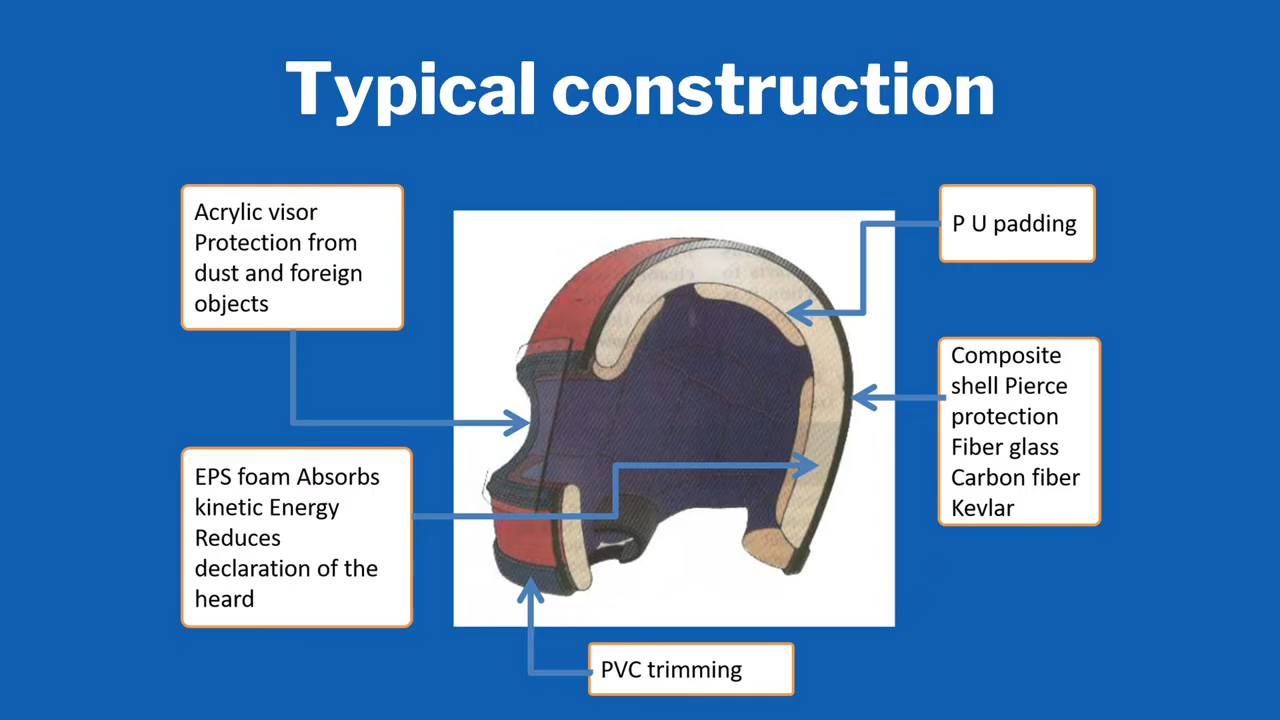 Typical construction
Acrylic visor
Protection from
dust and foreign
objects
P U padding
Composite
shell Pierce
protection
Fiber glass
Carbon fiber
Kevlar
EPS foam Absorbs
kinetic Energy
Reduces
declaration of the
heard
PVC trimming